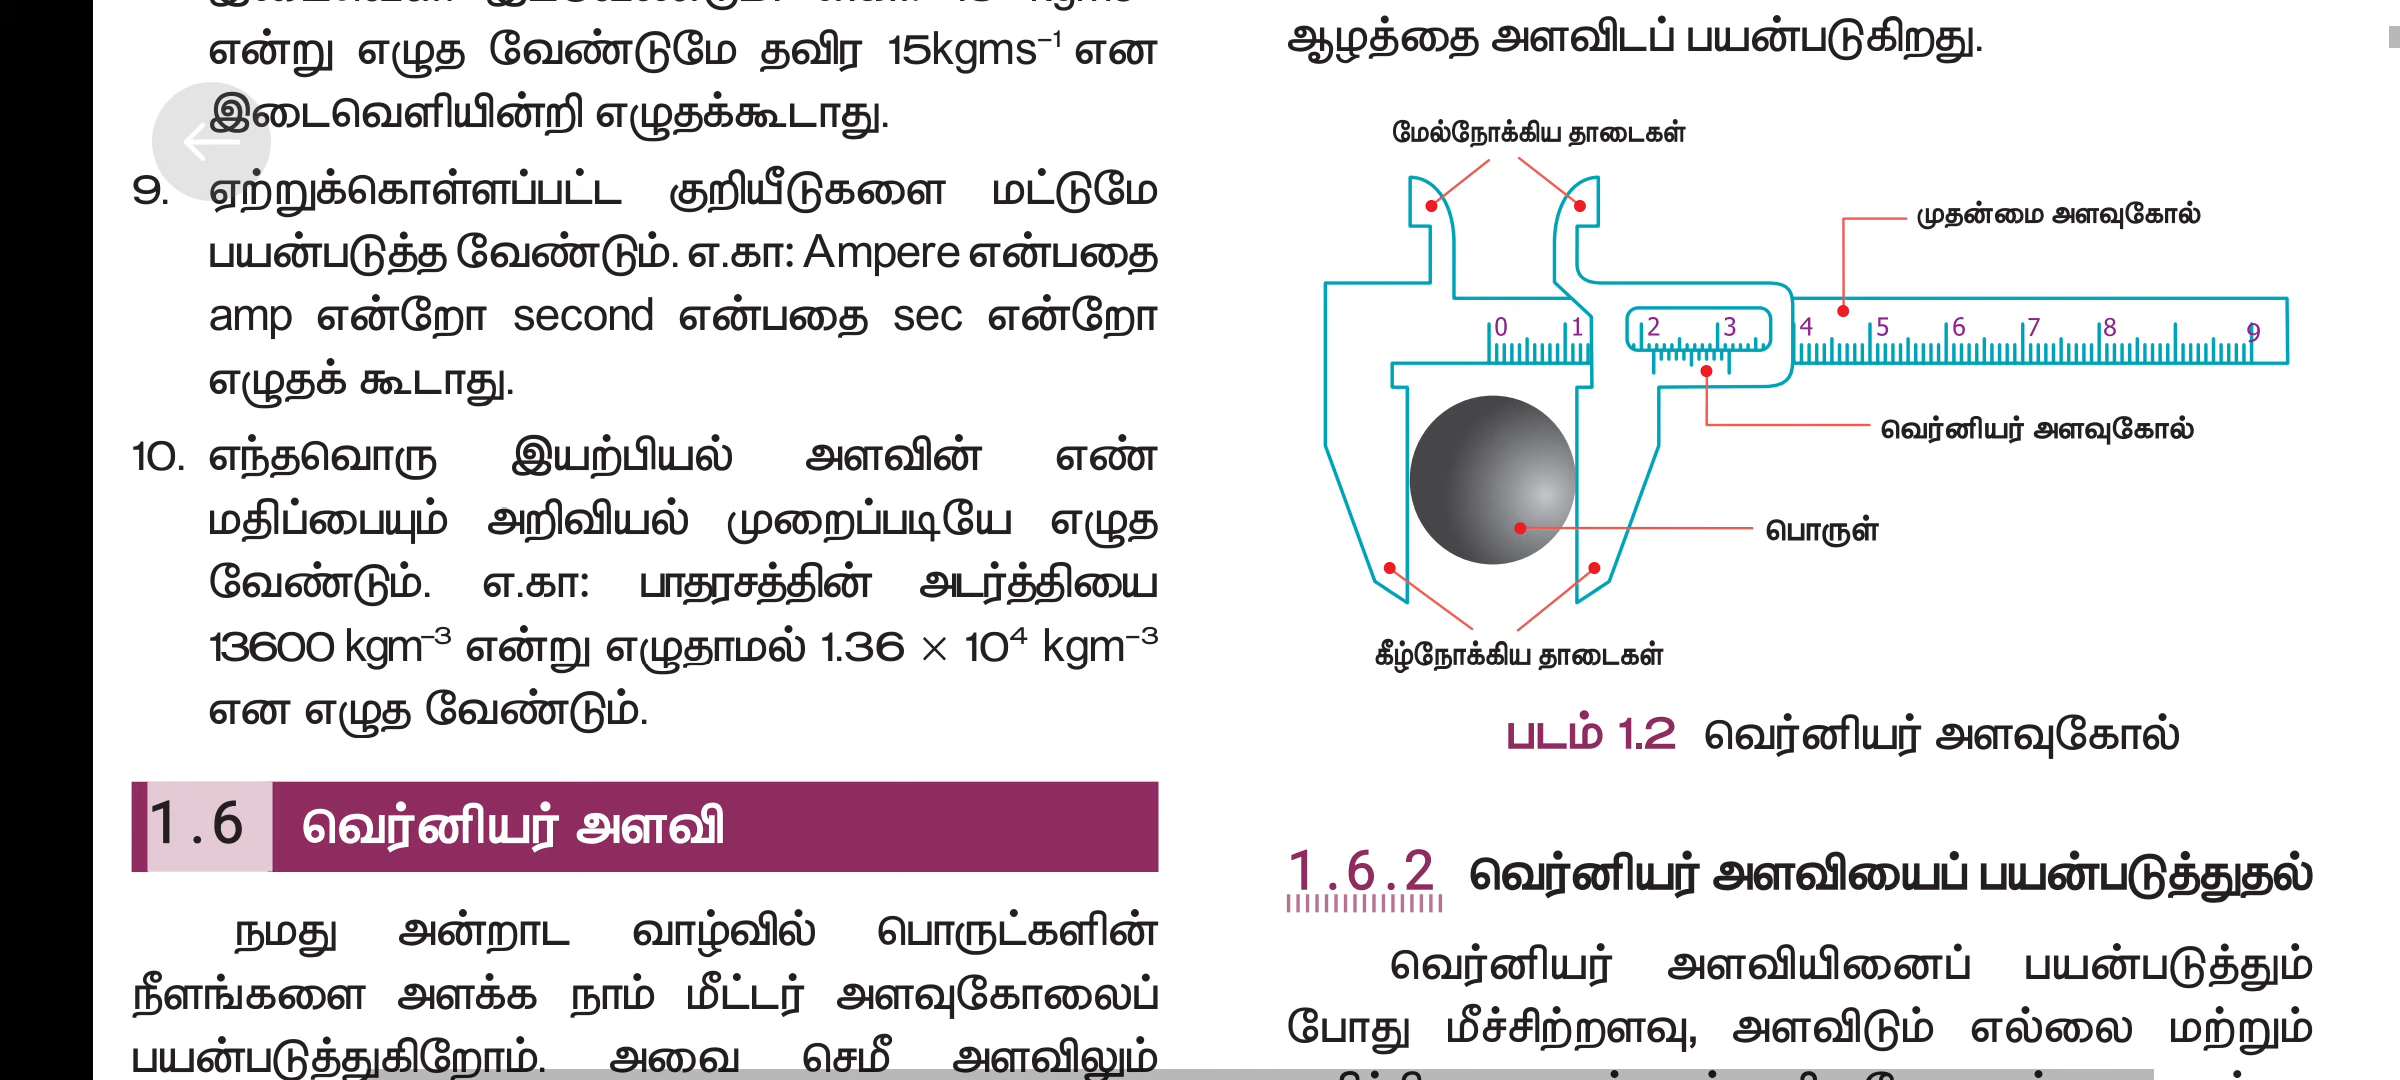 என்று எழுத வேண்டுமே தவிர 15kgms⁻¹ என
இடைவெளியின்றி எழுதக்கூடாது.
9. ஏற்றுக்கொள்ளப்பட்ட குறியீடுகளை மட்டுமே
பயன்படுத்த வேண்டும். எ.கா: Ampere என்பதை
amp என்றோ second என்பதை sec என்றோ
எழுதக் கூடாது.
10. எந்தவொரு இயற்பியல் அளவின் எண்
மதிப்பையும் அறிவியல் முறைப்படியே எழுத
வேண்டும். எ.கா: பாதரசத்தின் அடர்த்தியை
13600 kgm⁻³ என்று எழுதாமல் 1.36 × 10⁴ kgm⁻³
என எழுத வேண்டும்.
1.6 வெர்னியர் அளவி
நமது அன்றாட வாழ்வில் பொருட்களின்
நீளங்களை அளக்க நாம் மீட்டர் அளவுகோலைப்
பயன்படுத்துகிறோம். அவை செமீ அளவிலும்
ஆழத்தை அளவிடப் பயன்படுகிறது.
மேல்நோக்கிய தாடைகள்
முதன்மை அளவுகோல்
0 1 2 3 4 5 6 7 8 9
வெர்னியர் அளவுகோல்
பொருள்
கீழ்நோக்கிய தாடைகள்
படம் 1.2 வெர்னியர் அளவுகோல்
1.6.2 வெர்னியர் அளவியைப் பயன்படுத்துதல்
வெர்னியர் அளவியினைப் பயன்படுத்தும்
போது மீச்சிற்றளவு, அளவிடும் எல்லை மற்றும்